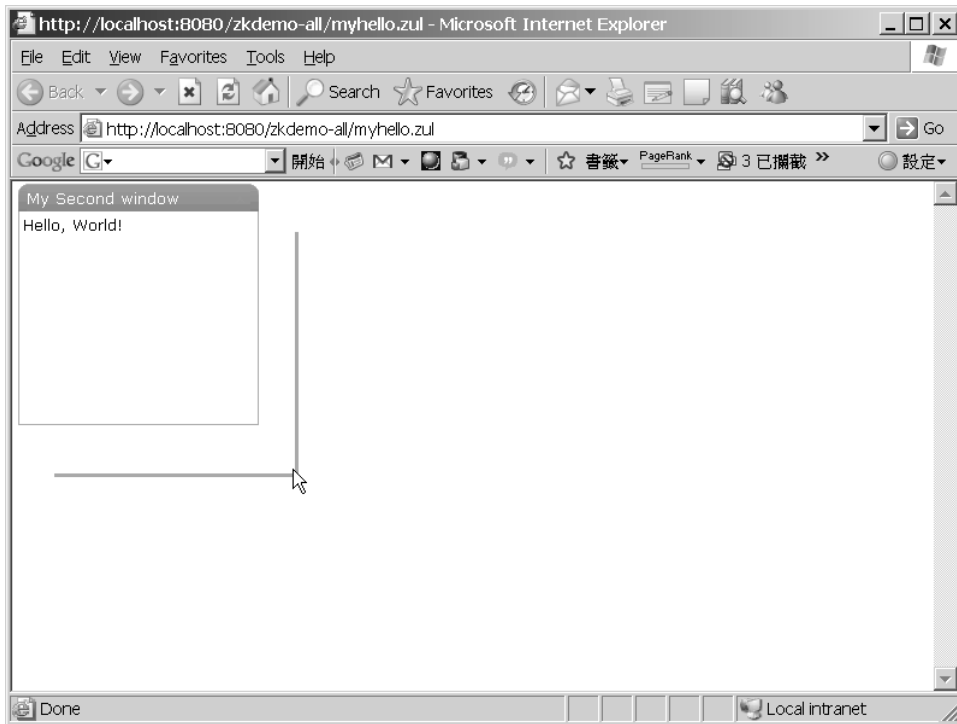 http://localhost:8080/zkdemo-all/myhello.zul - Microsoft Internet Explorer
File Edit View Favorites Tools Help
Back Search Favorites
Address http://localhost:8080/zkdemo-all/myhello.zul Go
Google G 開始 PageRank 書籤 3 已攔截 » 設定
My Second window
Hello, World!
Done Local intranet